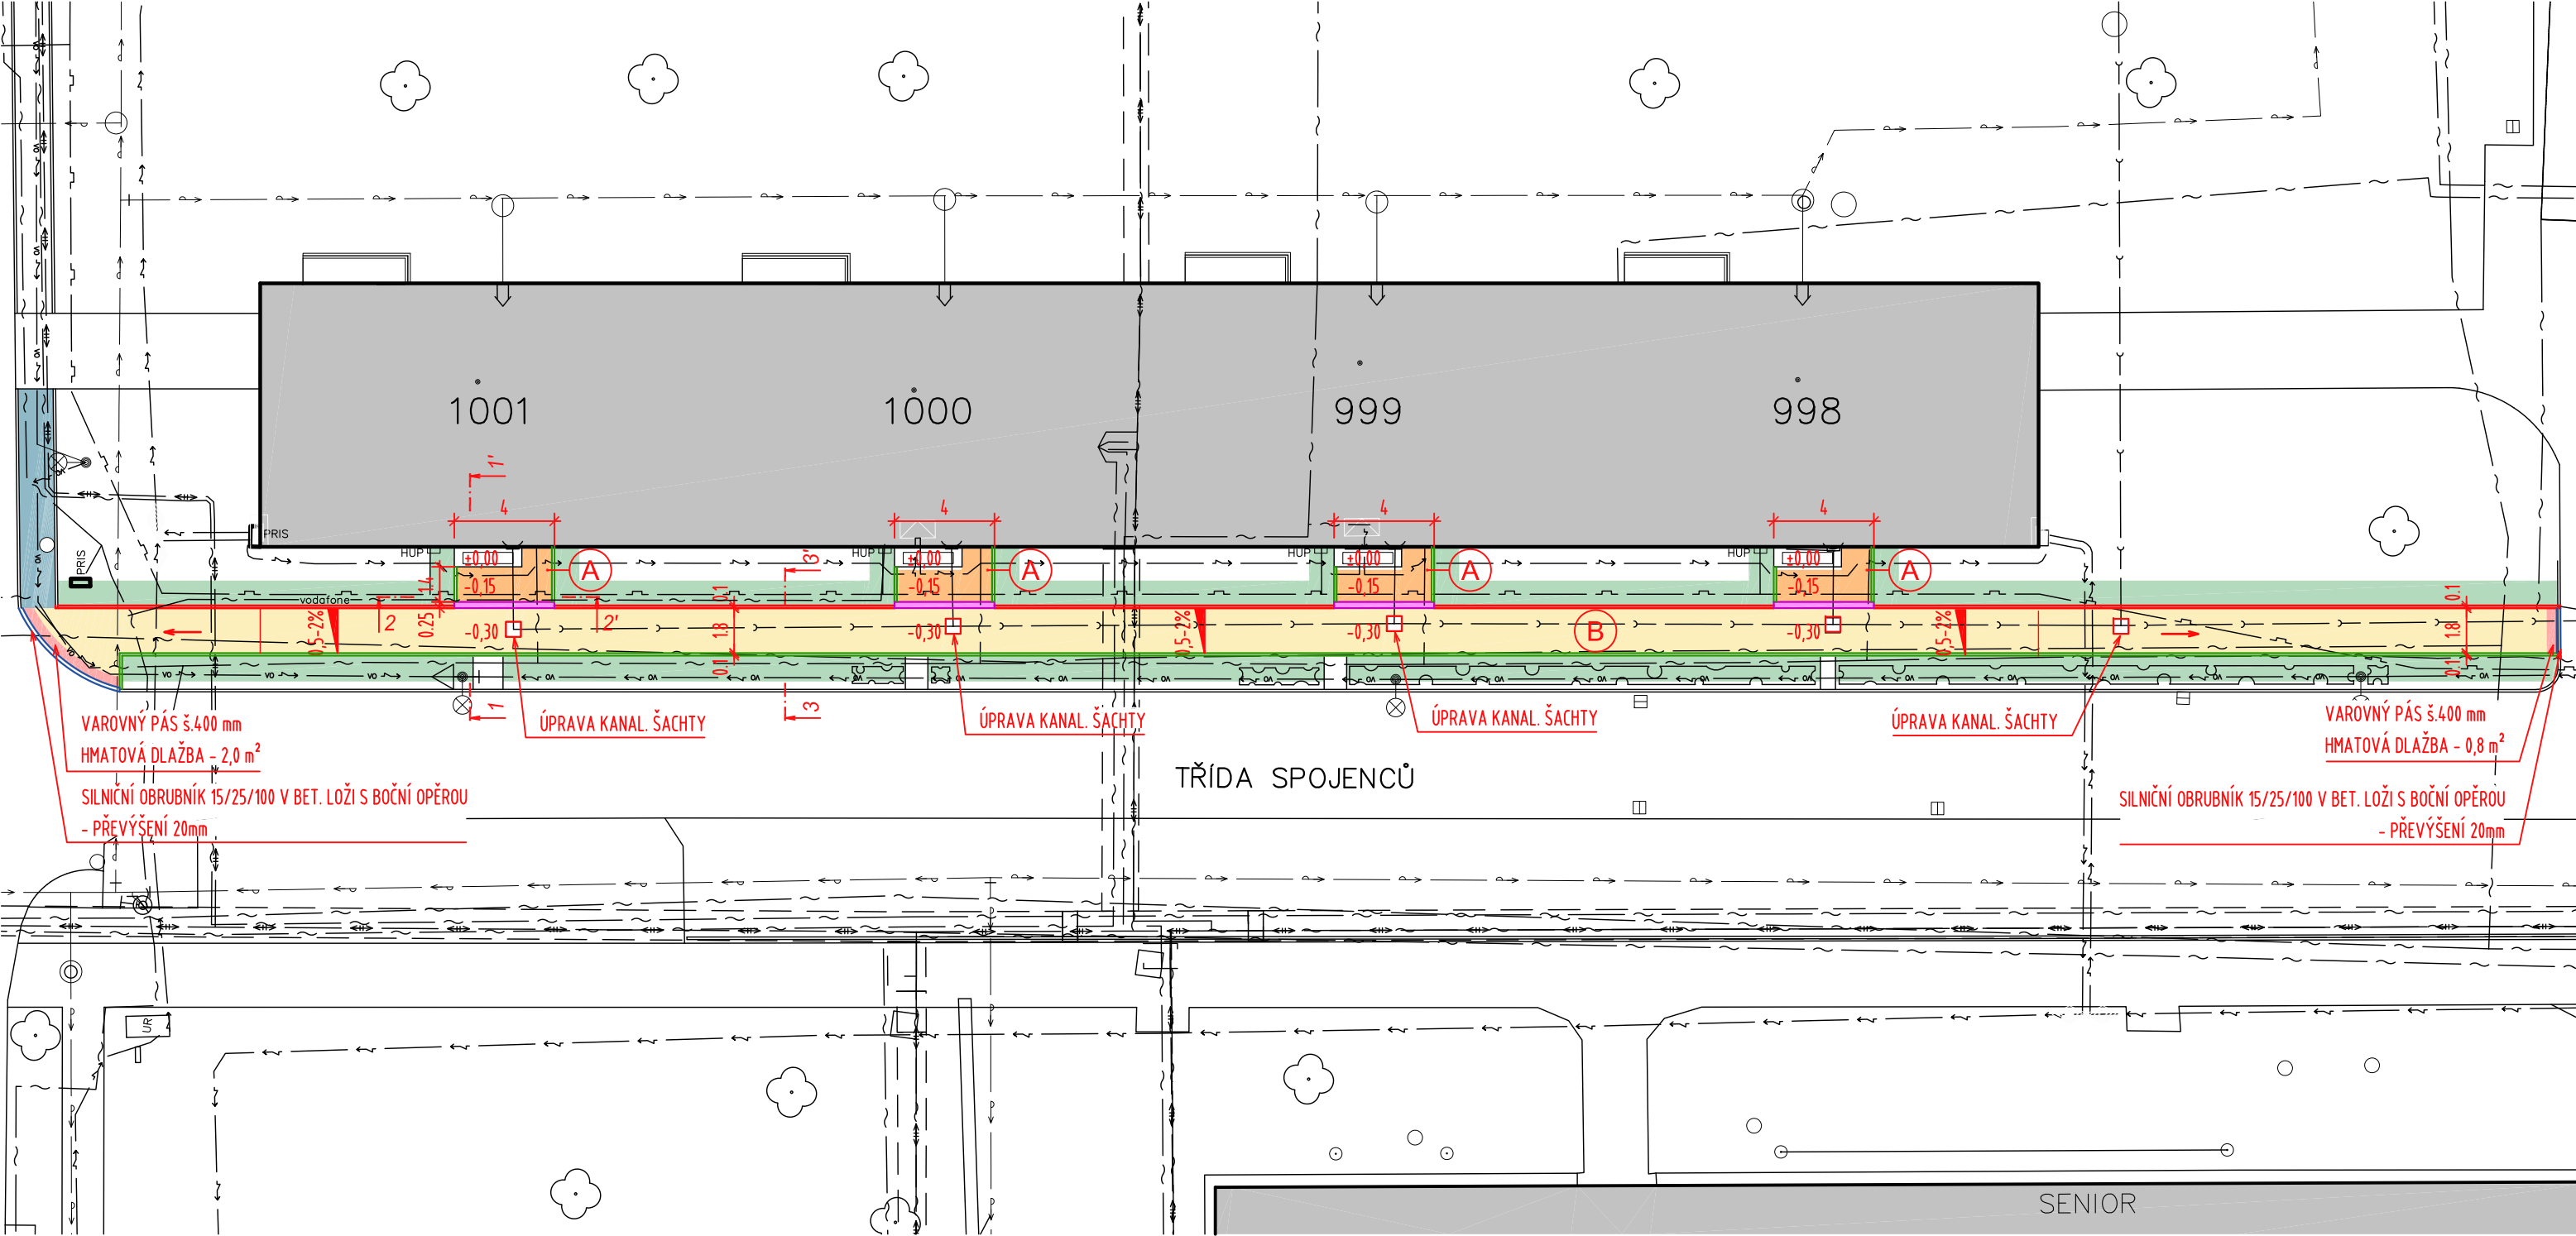 1001
1000
999
998
1'
4
4
4
4
PRIS
PRIS
HUP
HUP
HUP
HUP
±0,00
±0,00
±0,00
±0,00
A
A
A
A
3'
-0,15
-0,15
-0,15
-0,15
1.4
0.1
0.1
vodafone
2
2'
0.25
0,5-2%
0,5-2%
0,5-2%
-0,30
-0,30
-0,30
-0,30
1.8
1.8
B
0.1
0.1
VO
VO
VO
VO
1
3
ÚPRAVA KANAL. ŠACHTY
ÚPRAVA KANAL. ŠACHTY
ÚPRAVA KANAL. ŠACHTY
ÚPRAVA KANAL. ŠACHTY
VAROVNÝ PÁS š.400 mm
HMATOVÁ DLAŽBA - 2,0 m²
SILNIČNÍ OBRUBNÍK 15/25/100 V BET. LOŽI S BOČNÍ OPĚROU
- PŘEVÝŠENÍ 20mm
VAROVNÝ PÁS š.400 mm
HMATOVÁ DLAŽBA - 0,8 m²
SILNIČNÍ OBRUBNÍK 15/25/100 V BET. LOŽI S BOČNÍ OPĚROU
- PŘEVÝŠENÍ 20mm
TŘÍDA SPOJENCŮ
UR
SENIOR